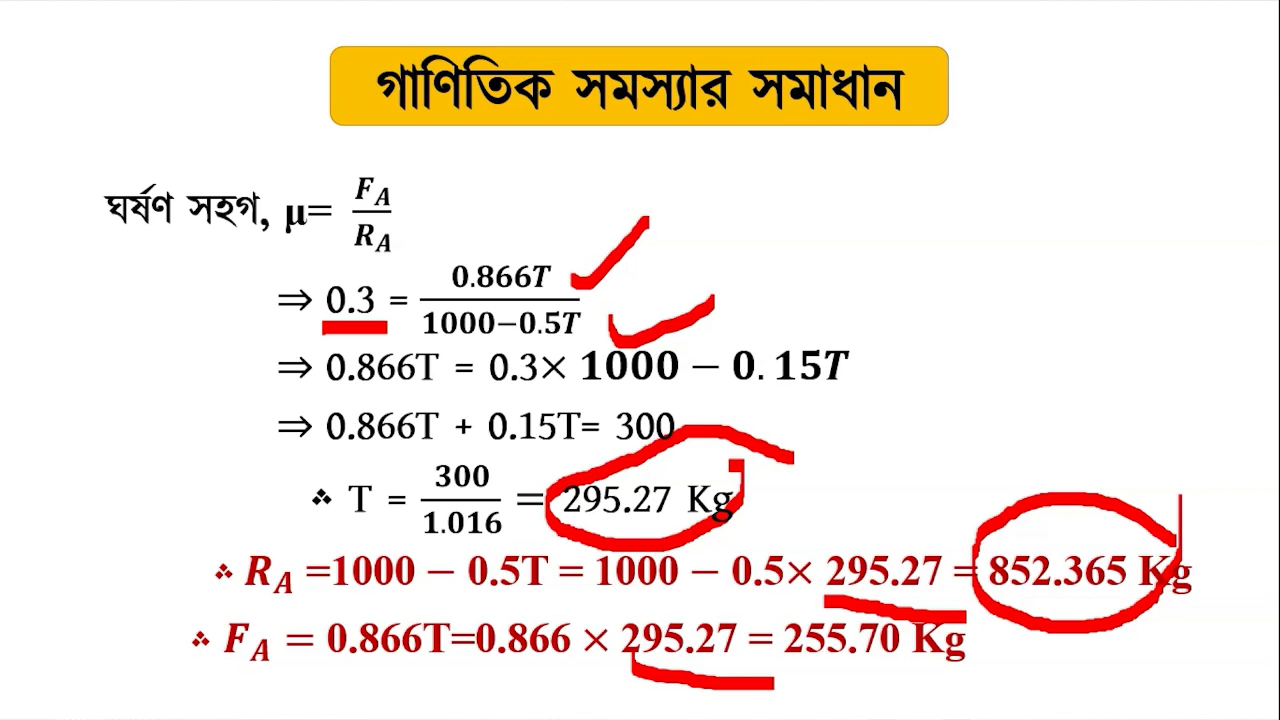 গাণিতিক সমস্যার সমাধান
ঘর্ষণ সহগ, μ= F_A/R_A
⇒ 0.3 = 0.866T/1000−0.5T
⇒ 0.866T = 0.3× 1000 − 0.15T
⇒ 0.866T + 0.15T= 300
∴ T = 300/1.016 = 295.27 Kg
∴ R_A =1000 − 0.5T = 1000 − 0.5× 295.27 = 852.365 Kg
∴ F_A = 0.866T=0.866 × 295.27 = 255.70 Kg